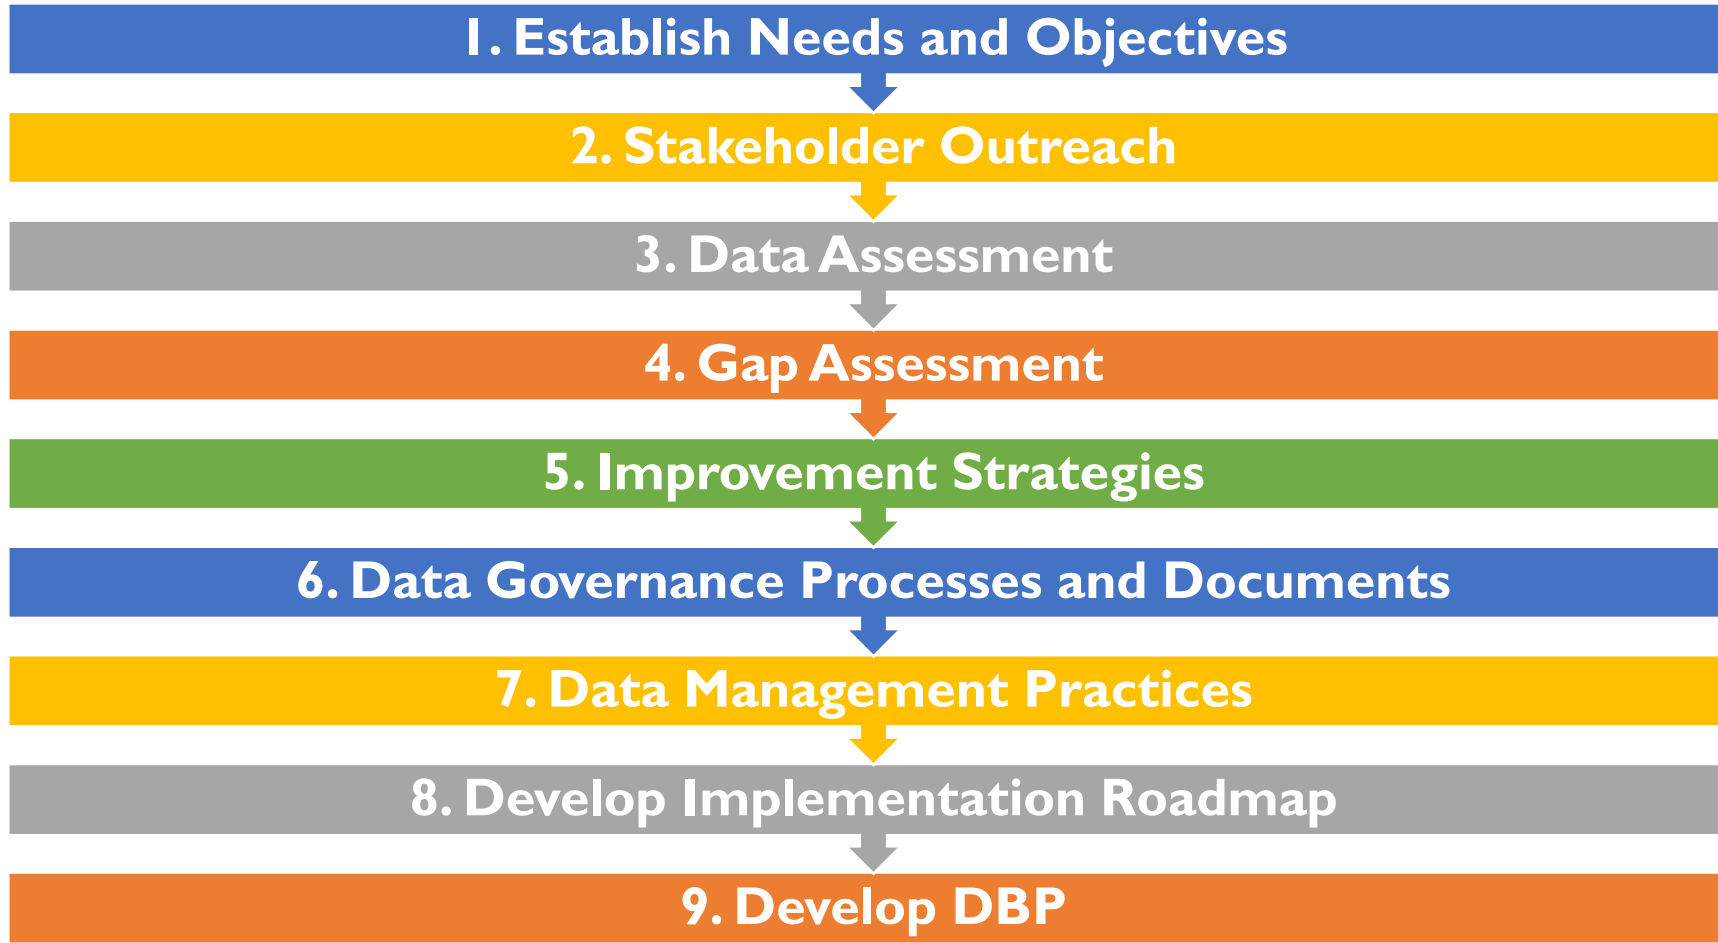 1. Establish Needs and Objectives
2. Stakeholder Outreach
3. Data Assessment
4. Gap Assessment
5. Improvement Strategies
6. Data Governance Processes and Documents
7. Data Management Practices
8. Develop Implementation Roadmap
9. Develop DBP